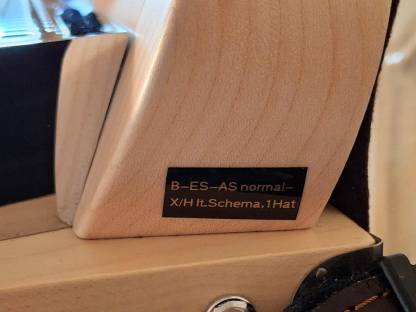 B-ES-AS normal-
X/H lt.Schema.1Hat